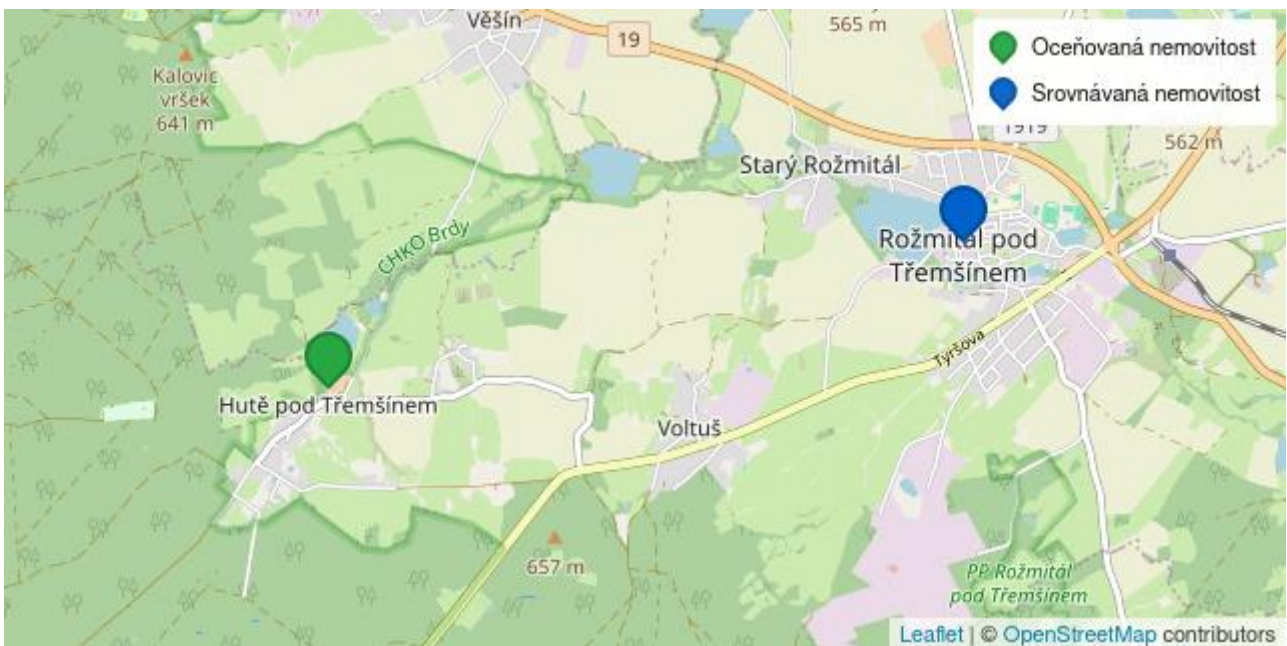 Věšín
19
565 m
Oceňovaná nemovitost
Srovnávaná nemovitost
Kalovic
vršek
641 m
1919
562 m
Starý Rožmitál
CHKO Brdy
Rožmitál pod
Třemšínem
Tyršova
Hutě pod Třemšínem
Voltuš
657 m
PP Rožmitál
pod Třemšínem
Leaflet | © OpenStreetMap contributors